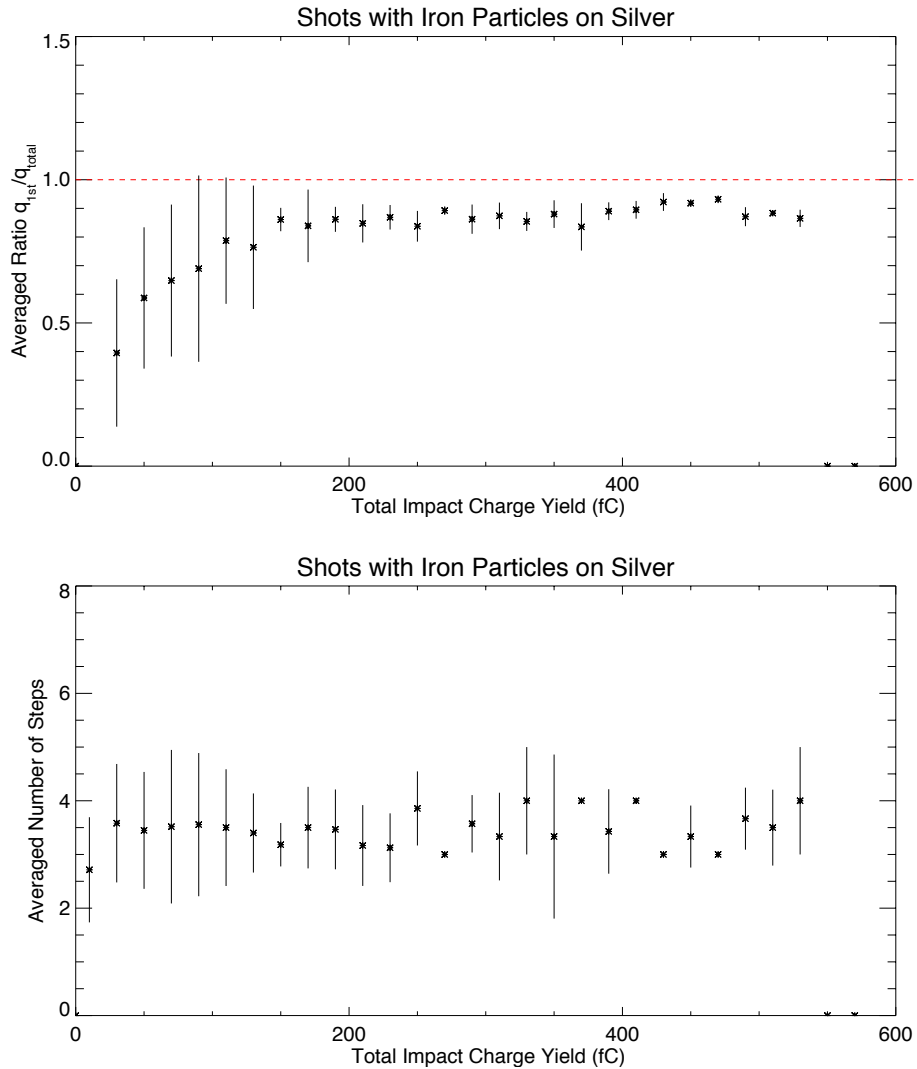 Shots with Iron Particles on Silver
1.5
1.0
0.5
0.0
Averaged Ratio q1st/qtotal
0 200 400 600
Total Impact Charge Yield (fC)
Shots with Iron Particles on Silver
8
6
4
2
0
Averaged Number of Steps
0 200 400 600
Total Impact Charge Yield (fC)